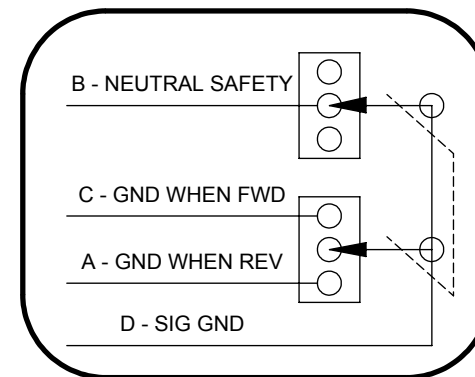 B - NEUTRAL SAFETY
C - GND WHEN FWD
A - GND WHEN REV
D - SIG GND